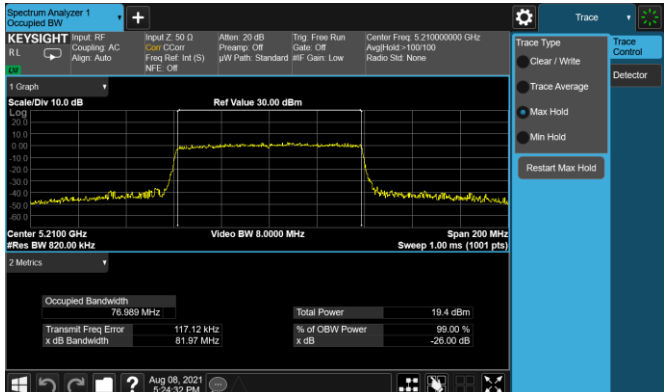 Spectrum Analyzer 1
Occupied BW
Trace
KEYSIGHT
R L
Input: RF
Coupling: AC
Align: Auto
Input Z: 50 Ω
Corr CCorr
Freq Ref: Int (S)
NFE: Off
Atten: 20 dB
Preamp: Off
µW Path: Standard
Trig: Free Run
Gate: Off
#IF Gain: Low
Center Freq: 5.210000000 GHz
Avg|Hold:>100/100
Radio Std: None
Trace Type
Clear / Write
Trace Average
Max Hold
Min Hold
Restart Max Hold
Trace
Control
Detector
1 Graph
Scale/Div 10.0 dB
Ref Value 30.00 dBm
Log
20.0
10.0
0.00
-10.0
-20.0
-30.0
-40.0
-50.0
-60.0
Center 5.2100 GHz
#Res BW 820.00 kHz
Video BW 8.0000 MHz
Span 200 MHz
Sweep 1.00 ms (1001 pts)
2 Metrics
Occupied Bandwidth
76.989 MHz
Total Power
19.4 dBm
Transmit Freq Error
117.12 kHz
% of OBW Power
99.00 %
x dB Bandwidth
81.97 MHz
x dB
-26.00 dB
Aug 08, 2021
5:24:32 PM